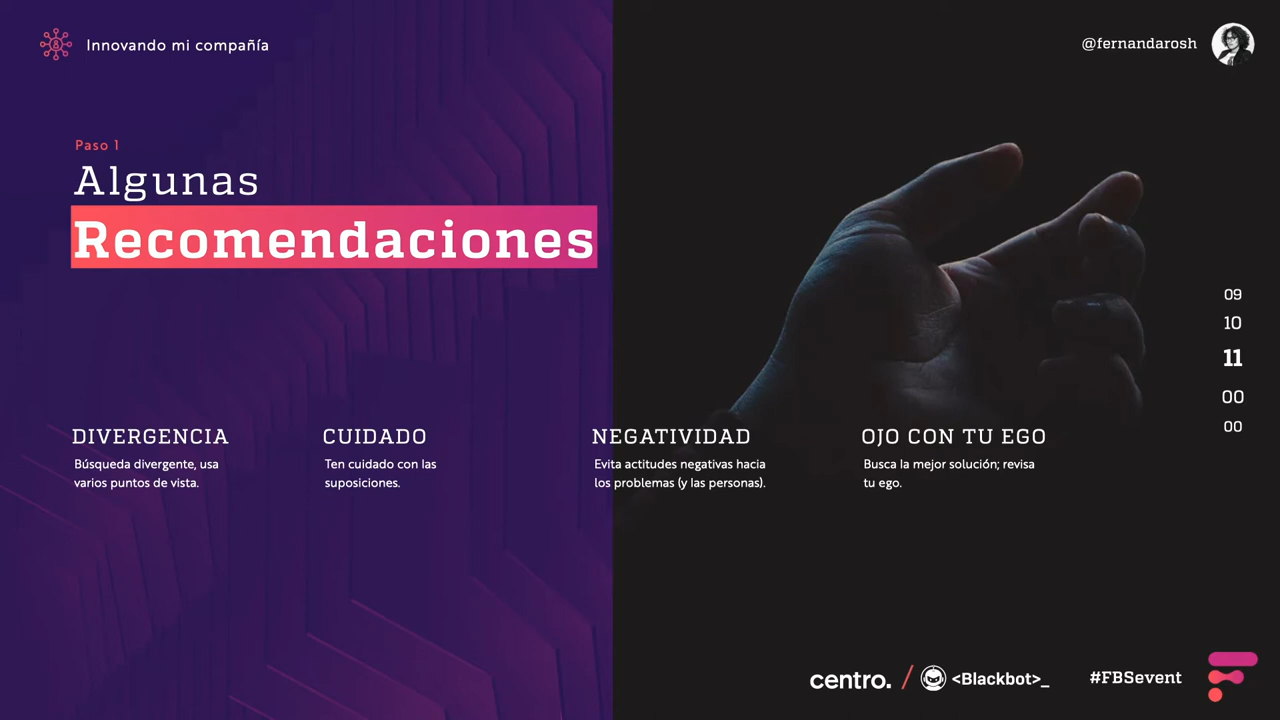 Innovando mi compañía
@fernandarosh
Paso 1
Algunas
Recomendaciones
09
10
11
00
00
DIVERGENCIA
Búsqueda divergente, usa
varios puntos de vista.
CUIDADO
Ten cuidado con las
suposiciones.
NEGATIVIDAD
Evita actitudes negativas hacia
los problemas (y las personas).
OJO CON TU EGO
Busca la mejor solución; revisa
tu ego.
centro. / <Blackbot>_
#FBSevent